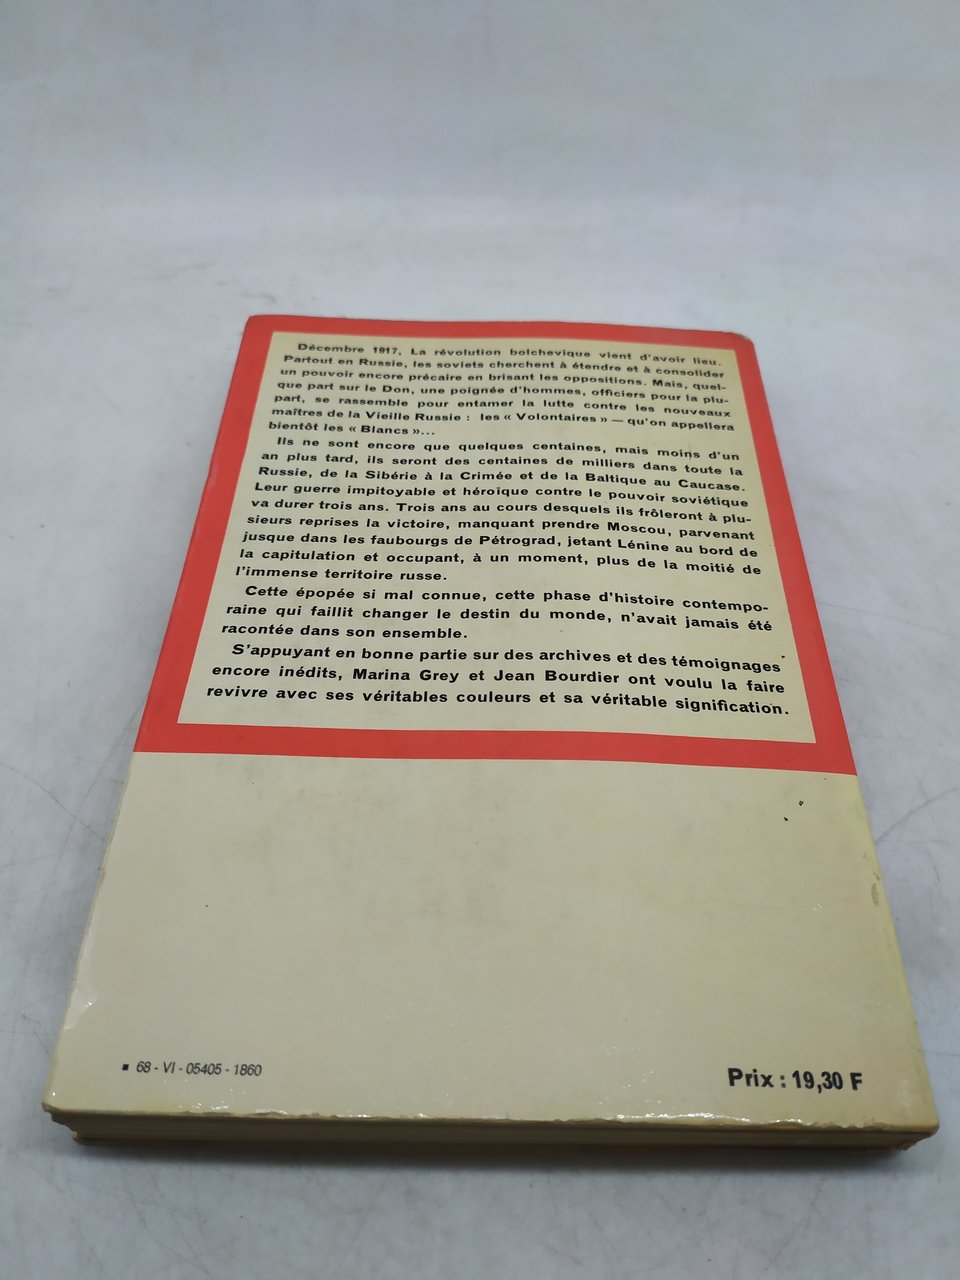 Décembre 1917. La révolution bolchevique vient d'avoir lieu.
Partout en Russie, les soviets cherchent à étendre et à consolider
un pouvoir encore précaire en brisant les oppositions. Mais, quel-
que part sur le Don, une poignée d'hommes, officiers pour la plu-
part, se rassemble pour entamer la lutte contre les nouveaux
maîtres de la Vieille Russie : les « Volontaires » — qu'on appellera
bientôt les « Blancs »...
Ils ne sont encore que quelques centaines, mais moins d'un
an plus tard, ils seront des centaines de milliers dans toute la
Russie, de la Sibérie à la Crimée et de la Baltique au Caucase.
Leur guerre impitoyable et héroïque contre le pouvoir soviétique
va durer trois ans. Trois ans au cours desquels ils frôleront à plu-
sieurs reprises la victoire, manquant prendre Moscou, parvenant
jusque dans les faubourgs de Pétrograd, jetant Lénine au bord de
la capitulation et occupant, à un moment, plus de la moitié de
l'immense territoire russe.
Cette épopée si mal connue, cette phase d'histoire contempo-
raine qui faillit changer le destin du monde, n'avait jamais été
racontée dans son ensemble.
S'appuyant en bonne partie sur des archives et des témoignages
encore inédits, Marina Grey et Jean Bourdier ont voulu la faire
revivre avec ses véritables couleurs et sa véritable signification.
▪ 68 - VI - 05405 - 1860
Prix : 19,30 F